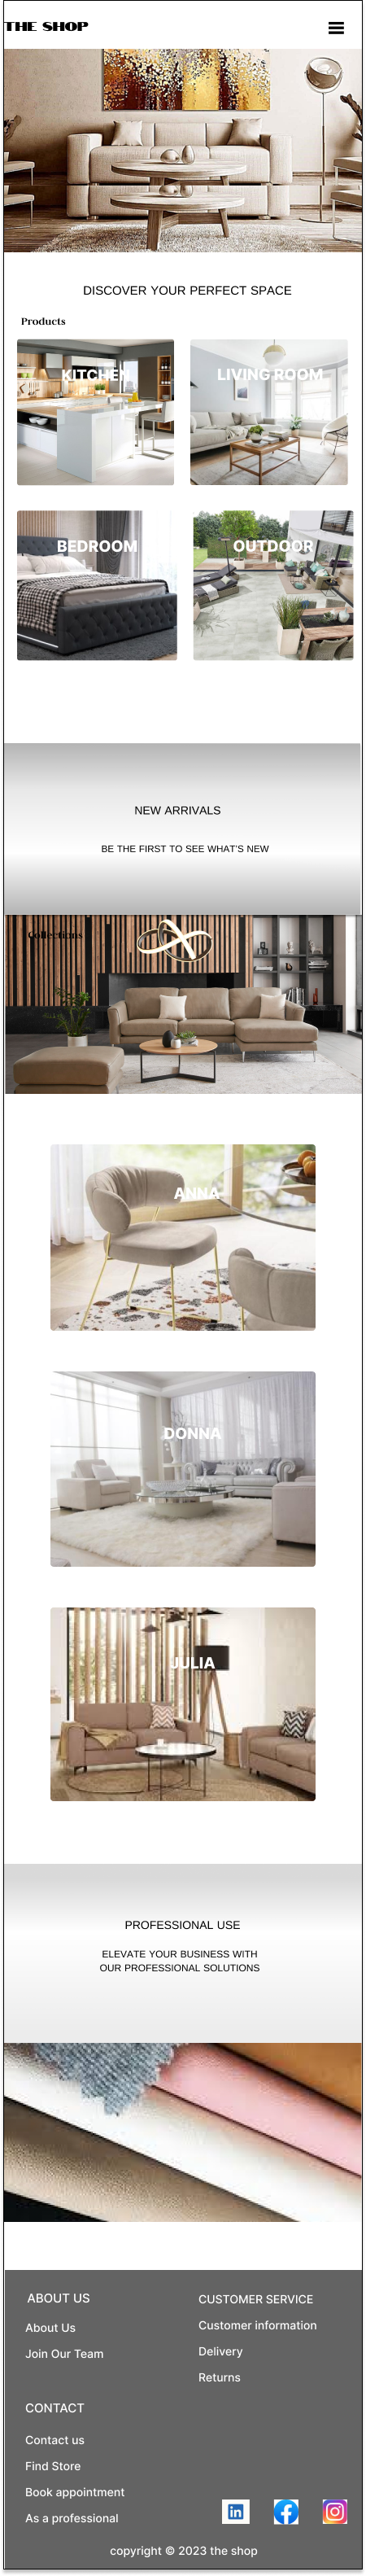 THE SHOP
DISCOVER YOUR PERFECT SPACE
Products
KITCHEN
LIVING ROOM
BEDROOM
OUTDOOR
NEW ARRIVALS
BE THE FIRST TO SEE WHAT'S NEW
Collections
ANNA
DONNA
JULIA
PROFESSIONAL USE
ELEVATE YOUR BUSINESS WITH
OUR PROFESSIONAL SOLUTIONS
ABOUT US
About Us
Join Our Team
CUSTOMER SERVICE
Customer information
Delivery
Returns
CONTACT
Contact us
Find Store
Book appointment
As a professional
in
f
copyright © 2023 the shop